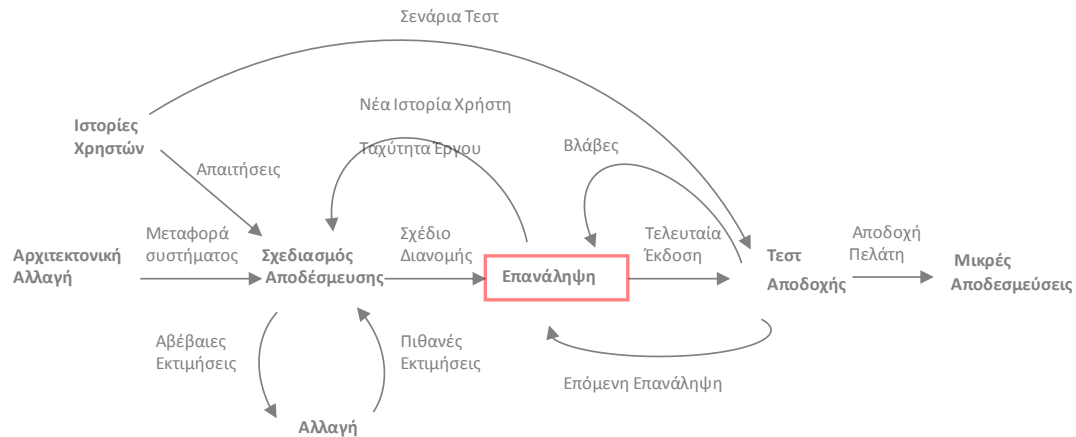 Σενάρια Τεστ
Νέα Ιστορία Χρήστη
Ταχύτητα Έργου
Βλάβες
Ιστορίες
Χρηστών
Απαιτήσεις
Αρχιτεκτονική
Αλλαγή
Μεταφορά
συστήματος
Σχεδιασμός
Αποδέσμευσης
Σχέδιο
Διανομής
Επανάληψη
Τελευταία
Έκδοση
Τεστ
Αποδοχής
Αποδοχή
Πελάτη
Μικρές
Αποδεσμεύσεις
Αβέβαιες
Εκτιμήσεις
Πιθανές
Εκτιμήσεις
Επόμενη Επανάληψη
Αλλαγή